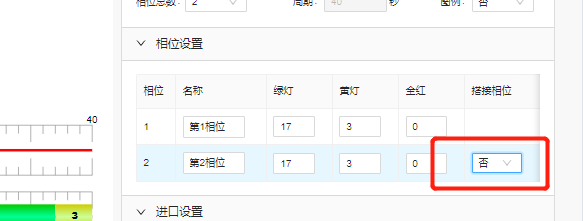 相位总数: 2 周期: 40 秒 图例: 否
相位设置
40
相位 名称 绿灯 黄灯 全红 搭接相位
1 第1相位 17 3 0
2 第2相位 17 3 0 否
3
进口设置